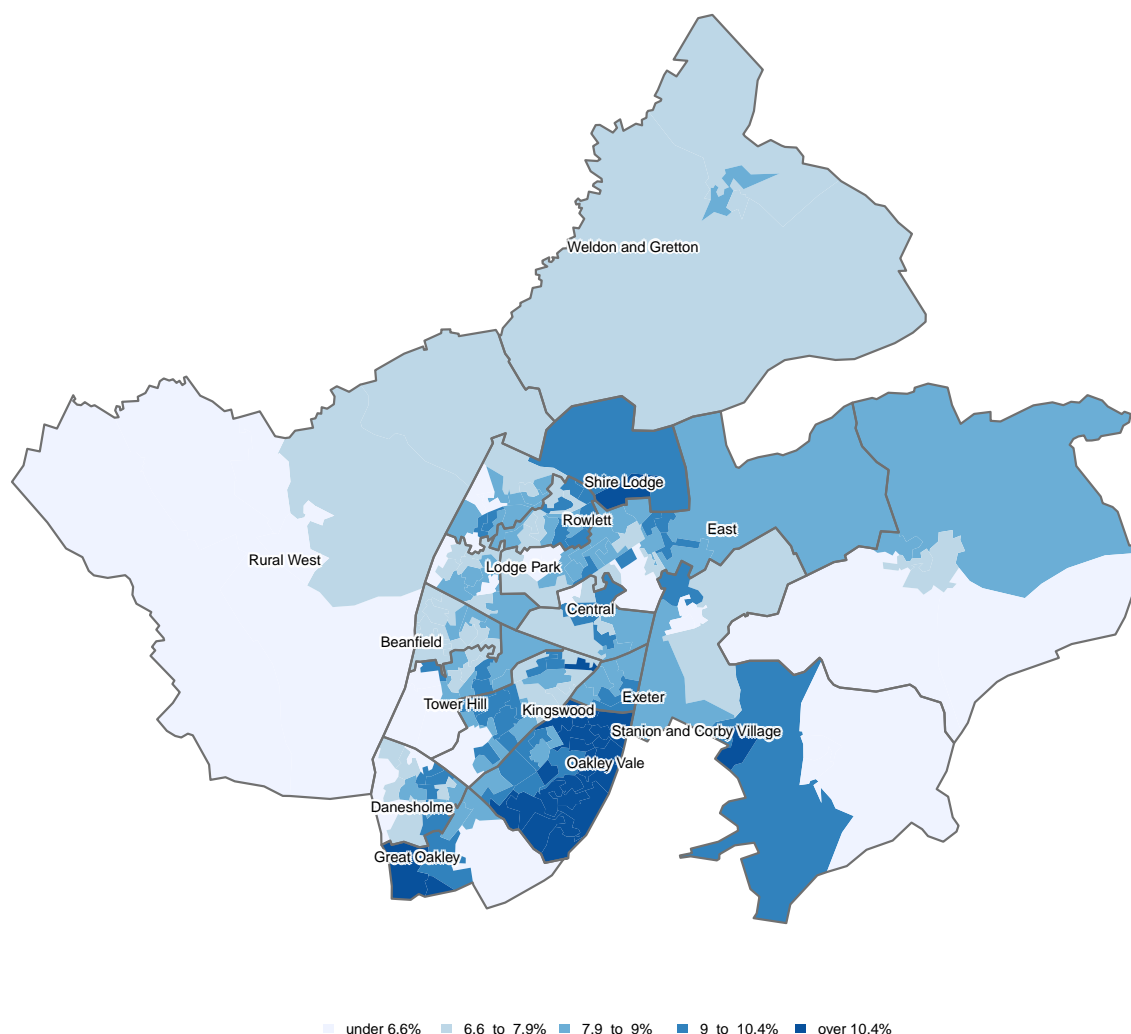 Weldon and Gretton
Shire Lodge
Rowlett
East
Rural West
Lodge Park
Central
Beanfield
Exeter
Tower Hill
Kingswood
Stanion and Corby Village
Oakley Vale
Danesholme
Great Oakley
under 6.6% 6.6 to 7.9% 7.9 to 9% 9 to 10.4% over 10.4%